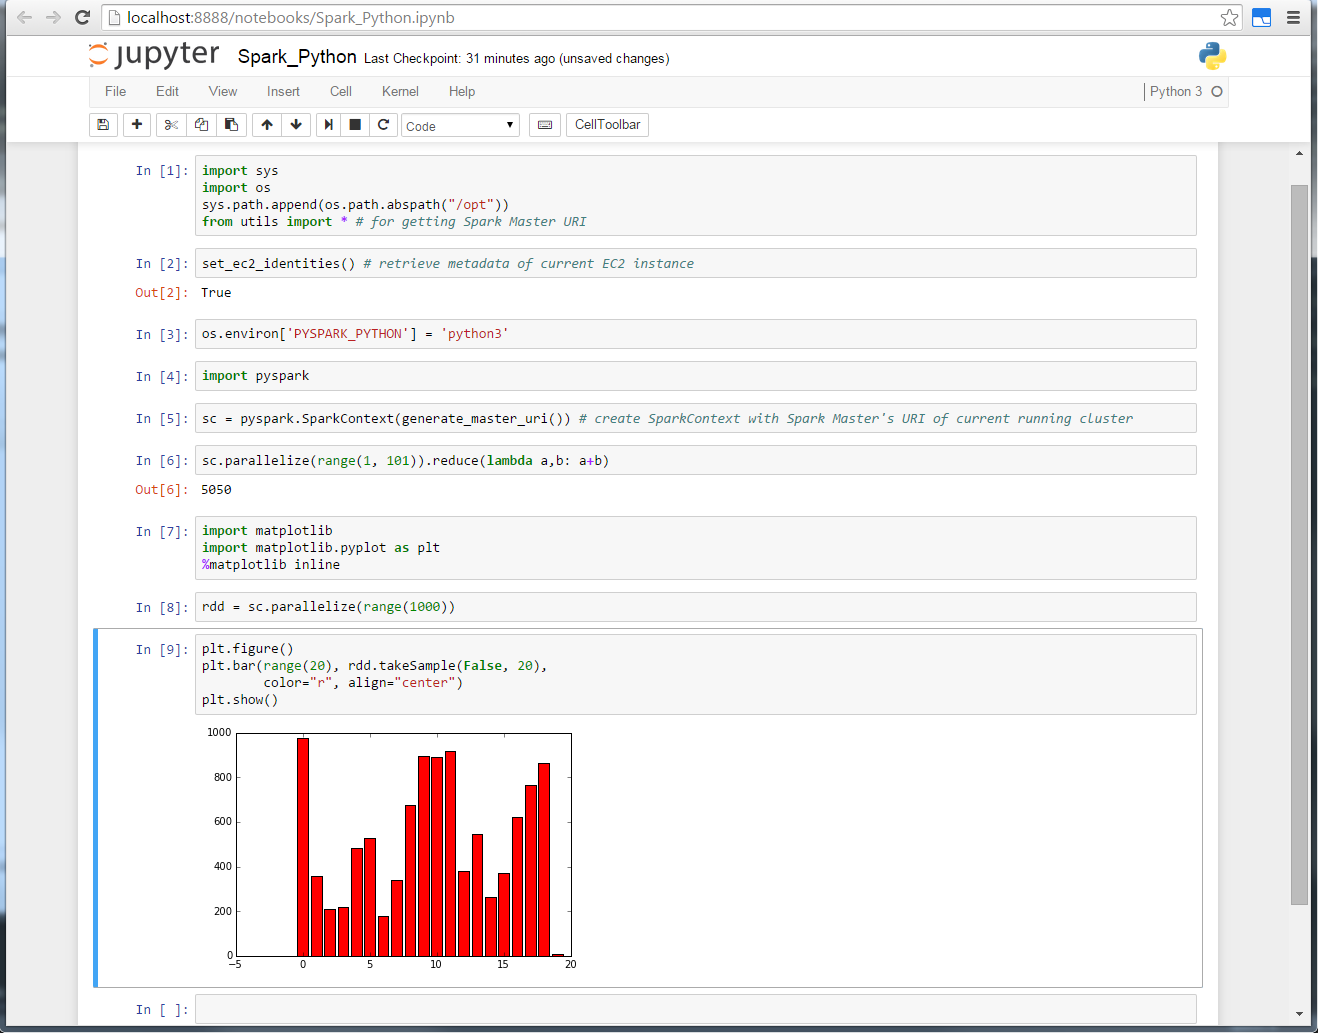 localhost:8888/notebooks/Spark_Python.ipynb
jupyter Spark_Python Last Checkpoint: 31 minutes ago (unsaved changes)
File Edit View Insert Cell Kernel Help Python 3
Code CellToolbar
In [1]: import sys
import os
sys.path.append(os.path.abspath("/opt"))
from utils import * # for getting Spark Master URI
In [2]: set_ec2_identities() # retrieve metadata of current EC2 instance
Out[2]: True
In [3]: os.environ['PYSPARK_PYTHON'] = 'python3'
In [4]: import pyspark
In [5]: sc = pyspark.SparkContext(generate_master_uri()) # create SparkContext with Spark Master's URI of current running cluster
In [6]: sc.parallelize(range(1, 101)).reduce(lambda a,b: a+b)
Out[6]: 5050
In [7]: import matplotlib
import matplotlib.pyplot as plt
%matplotlib inline
In [8]: rdd = sc.parallelize(range(1000))
In [9]: plt.figure()
plt.bar(range(20), rdd.takeSample(False, 20),
color="r", align="center")
plt.show()
1000
800
600
400
200
0
−5 0 5 10 15 20
In [ ]: